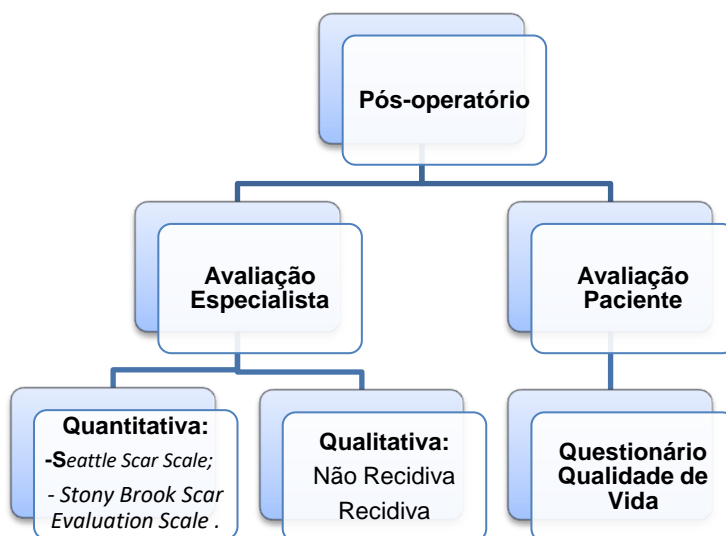 Pós-operatório
Avaliação
Especialista
Avaliação
Paciente
Quantitativa:
-Seattle Scar Scale;
- Stony Brook Scar
Evaluation Scale .
Qualitativa:
Não Recidiva
Recidiva
Questionário
Qualidade de
Vida